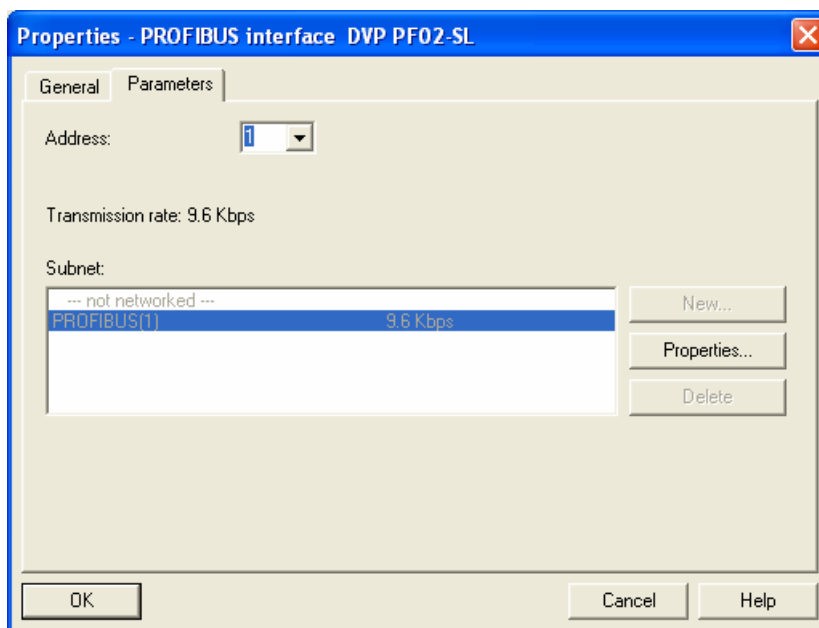 Properties - PROFIBUS interface DVP PF02-SL
General Parameters
Address: 1
Transmission rate: 9.6 Kbps
Subnet:
--- not networked ---
PROFIBUS(1) 9.6 Kbps
New...
Properties...
Delete
OK Cancel Help